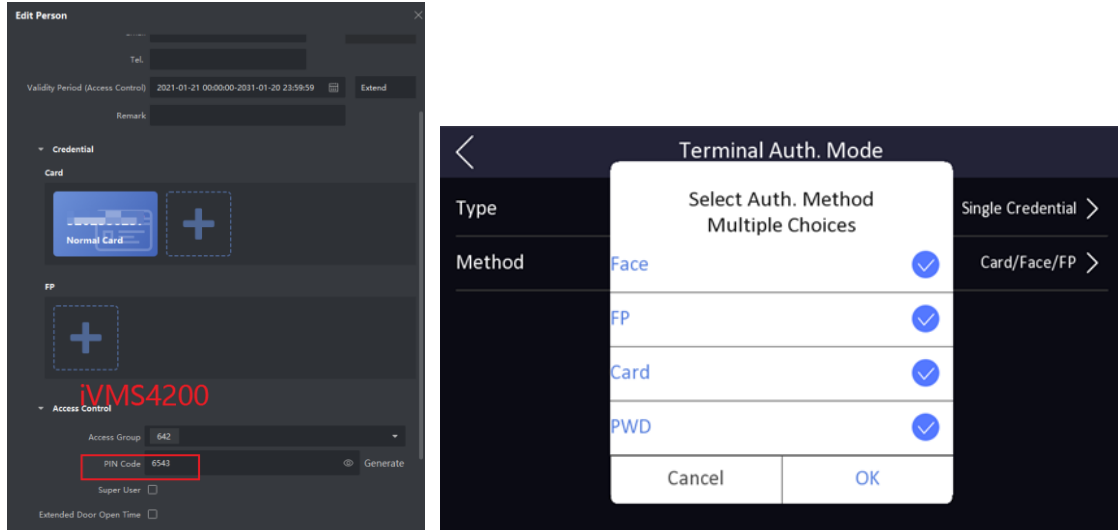 Edit Person
Tel.
Validity Period (Access Control) 2021-01-21 00:00:00-2031-01-20 23:59:59 Extend
Remark
Credential
Card
Normal Card
FP
iVMS4200
Access Control
Access Group 642
PIN Code 6543 Generate
Super User
Extended Door Open Time
Terminal Auth. Mode
Type Single Credential
Method Card/Face/FP
Select Auth. Method
Multiple Choices
Face
FP
Card
PWD
Cancel OK